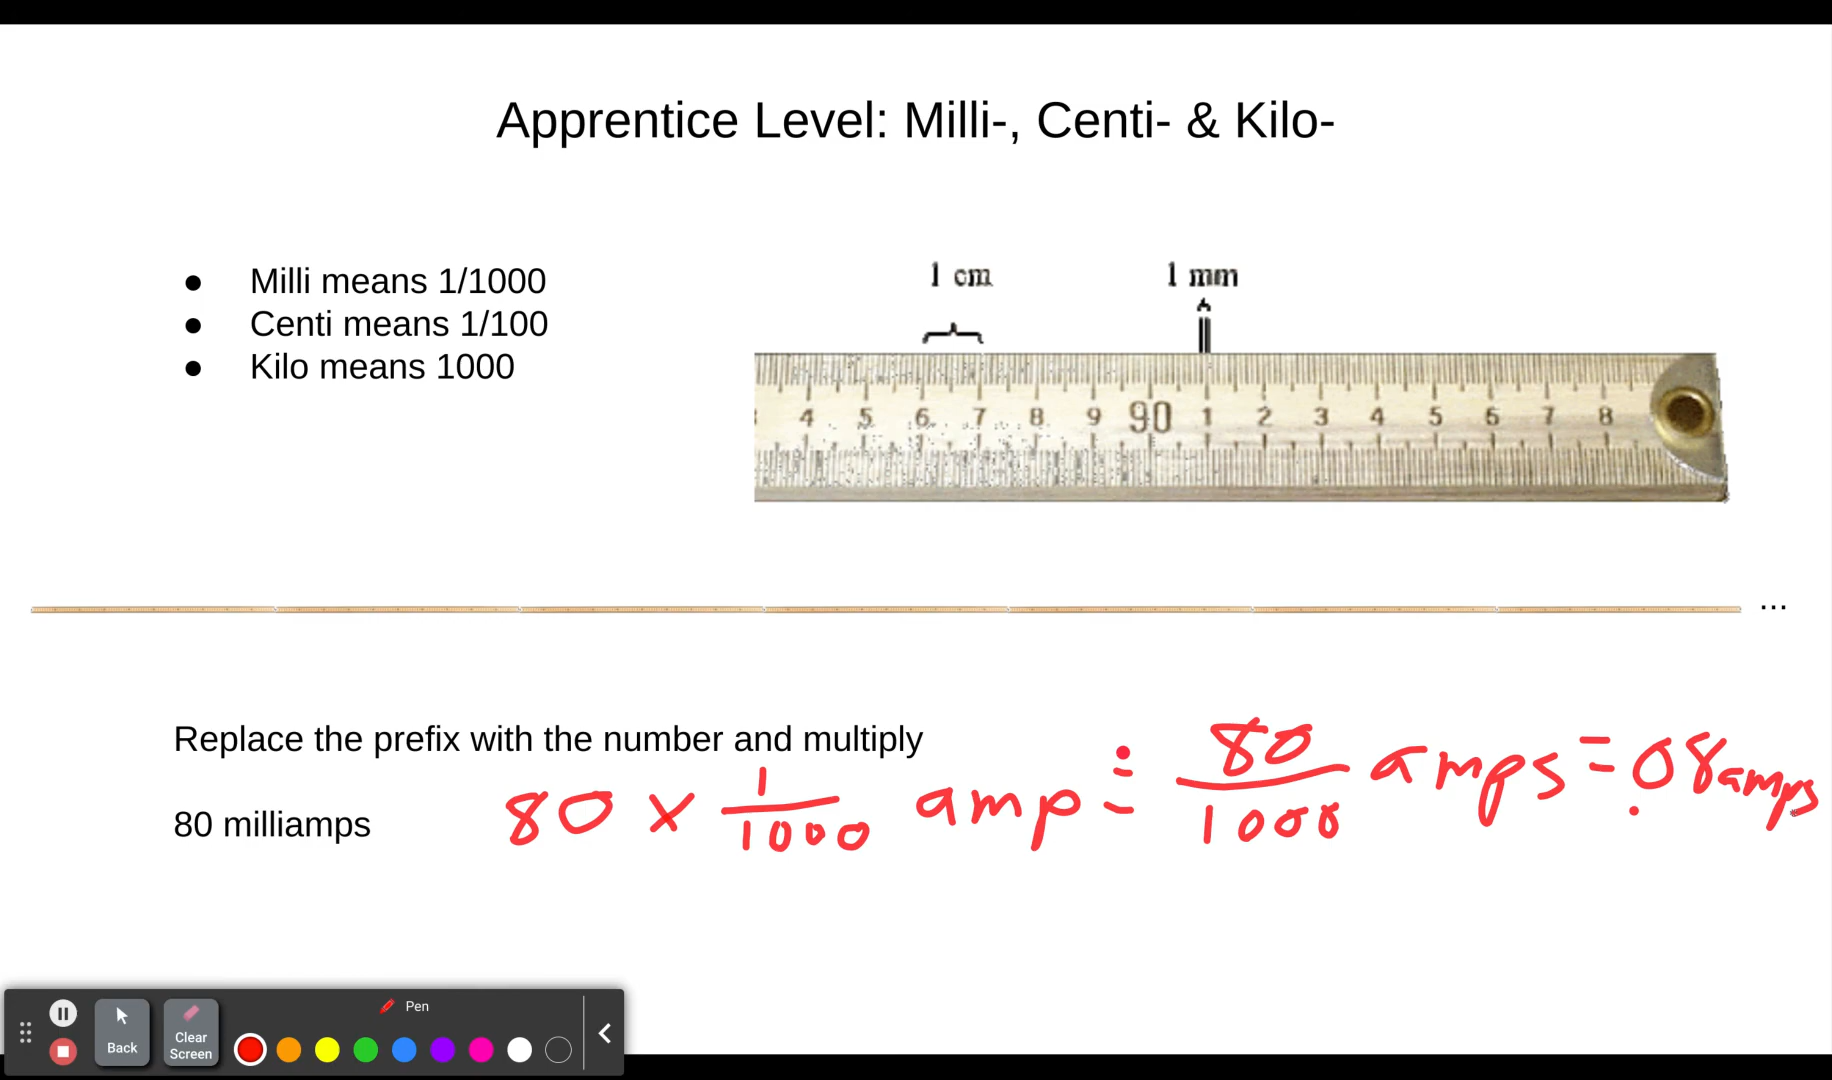 Apprentice Level: Milli-, Centi- & Kilo-
● Milli means 1/1000
● Centi means 1/100
● Kilo means 1000
1 cm 1 mm
4 5 6 7 8 9 90 1 2 3 4 5 6 7 8
...
Replace the prefix with the number and multiply
80 milliamps 80 × 1/1000 amp = 80/1000 amps = .08 amps
Pen
Back
Clear
Screen